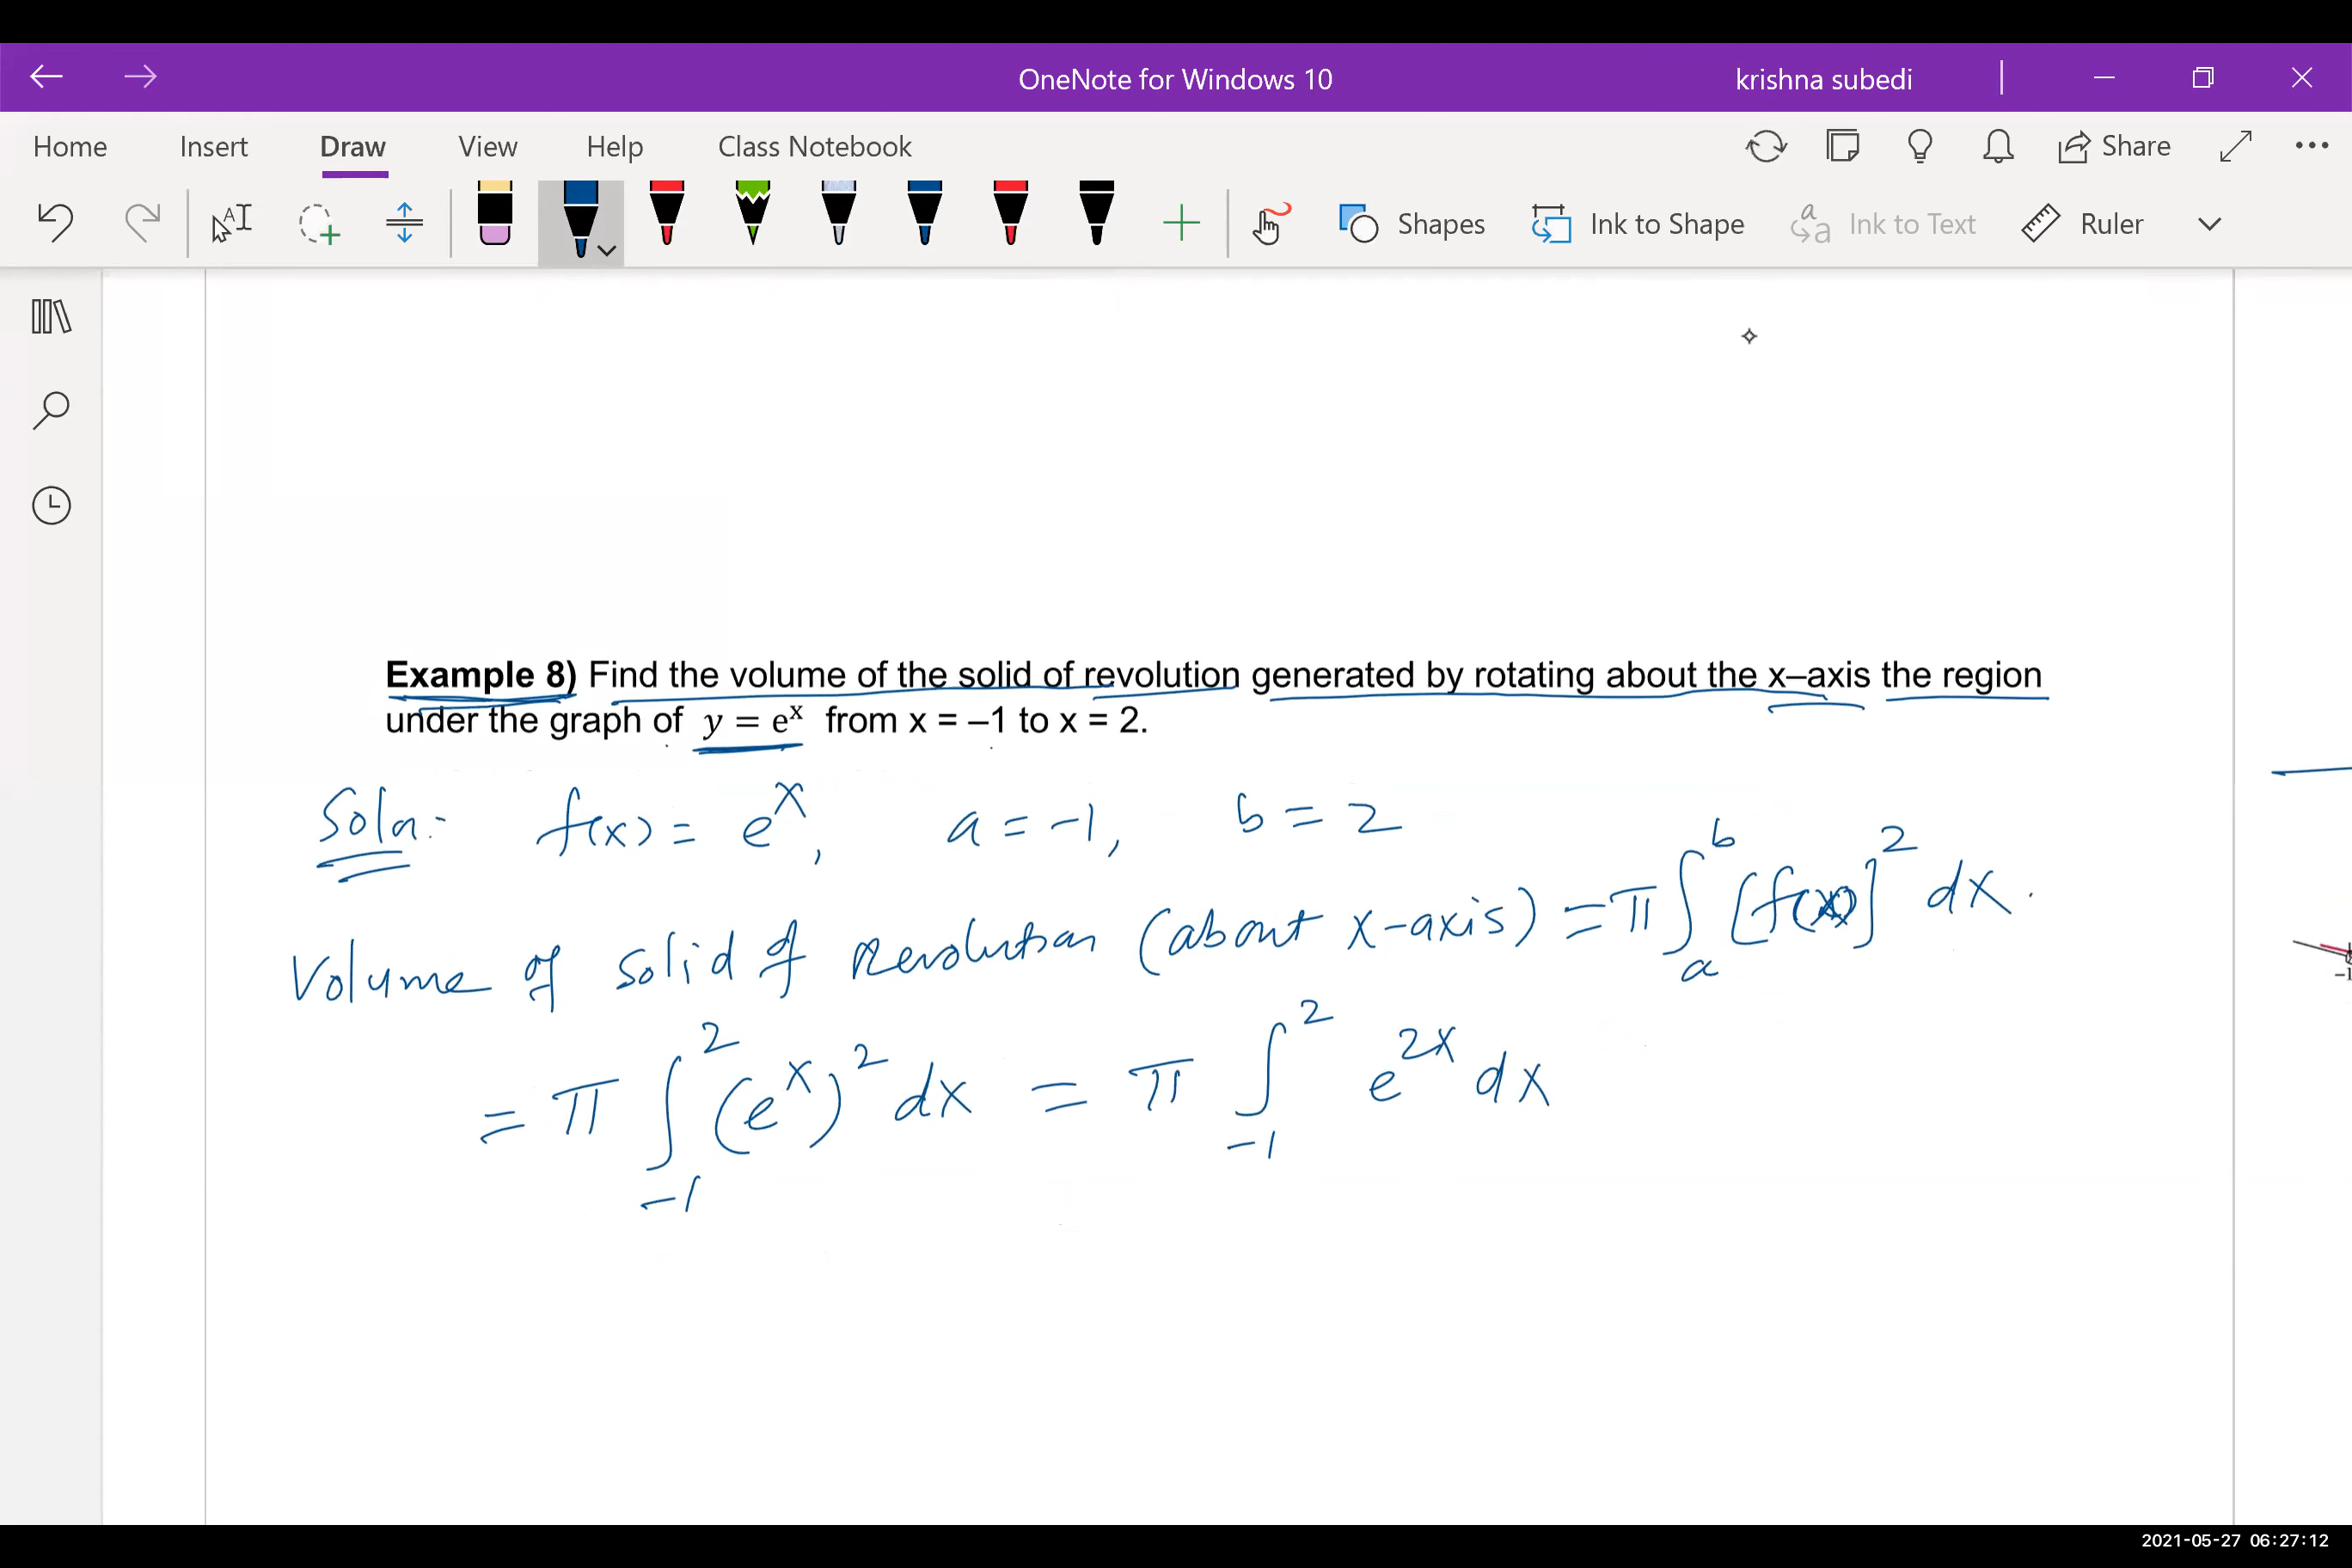 OneNote for Windows 10 krishna subedi
Home Insert Draw View Help Class Notebook Share
Shapes Ink to Shape Ink to Text Ruler
Example 8) Find the volume of the solid of revolution generated by rotating about the x–axis the region
under the graph of y = eˣ from x = –1 to x = 2.
Soln:- f(x) = e^x, a = -1, b = 2
Volume of solid of Revolution (about x-axis) = π ∫_a^b [f(x)]^2 dx.
= π ∫_{-1}^2 (e^x)^2 dx = π ∫_{-1}^2 e^{2x} dx
2021-05-27 06:27:12